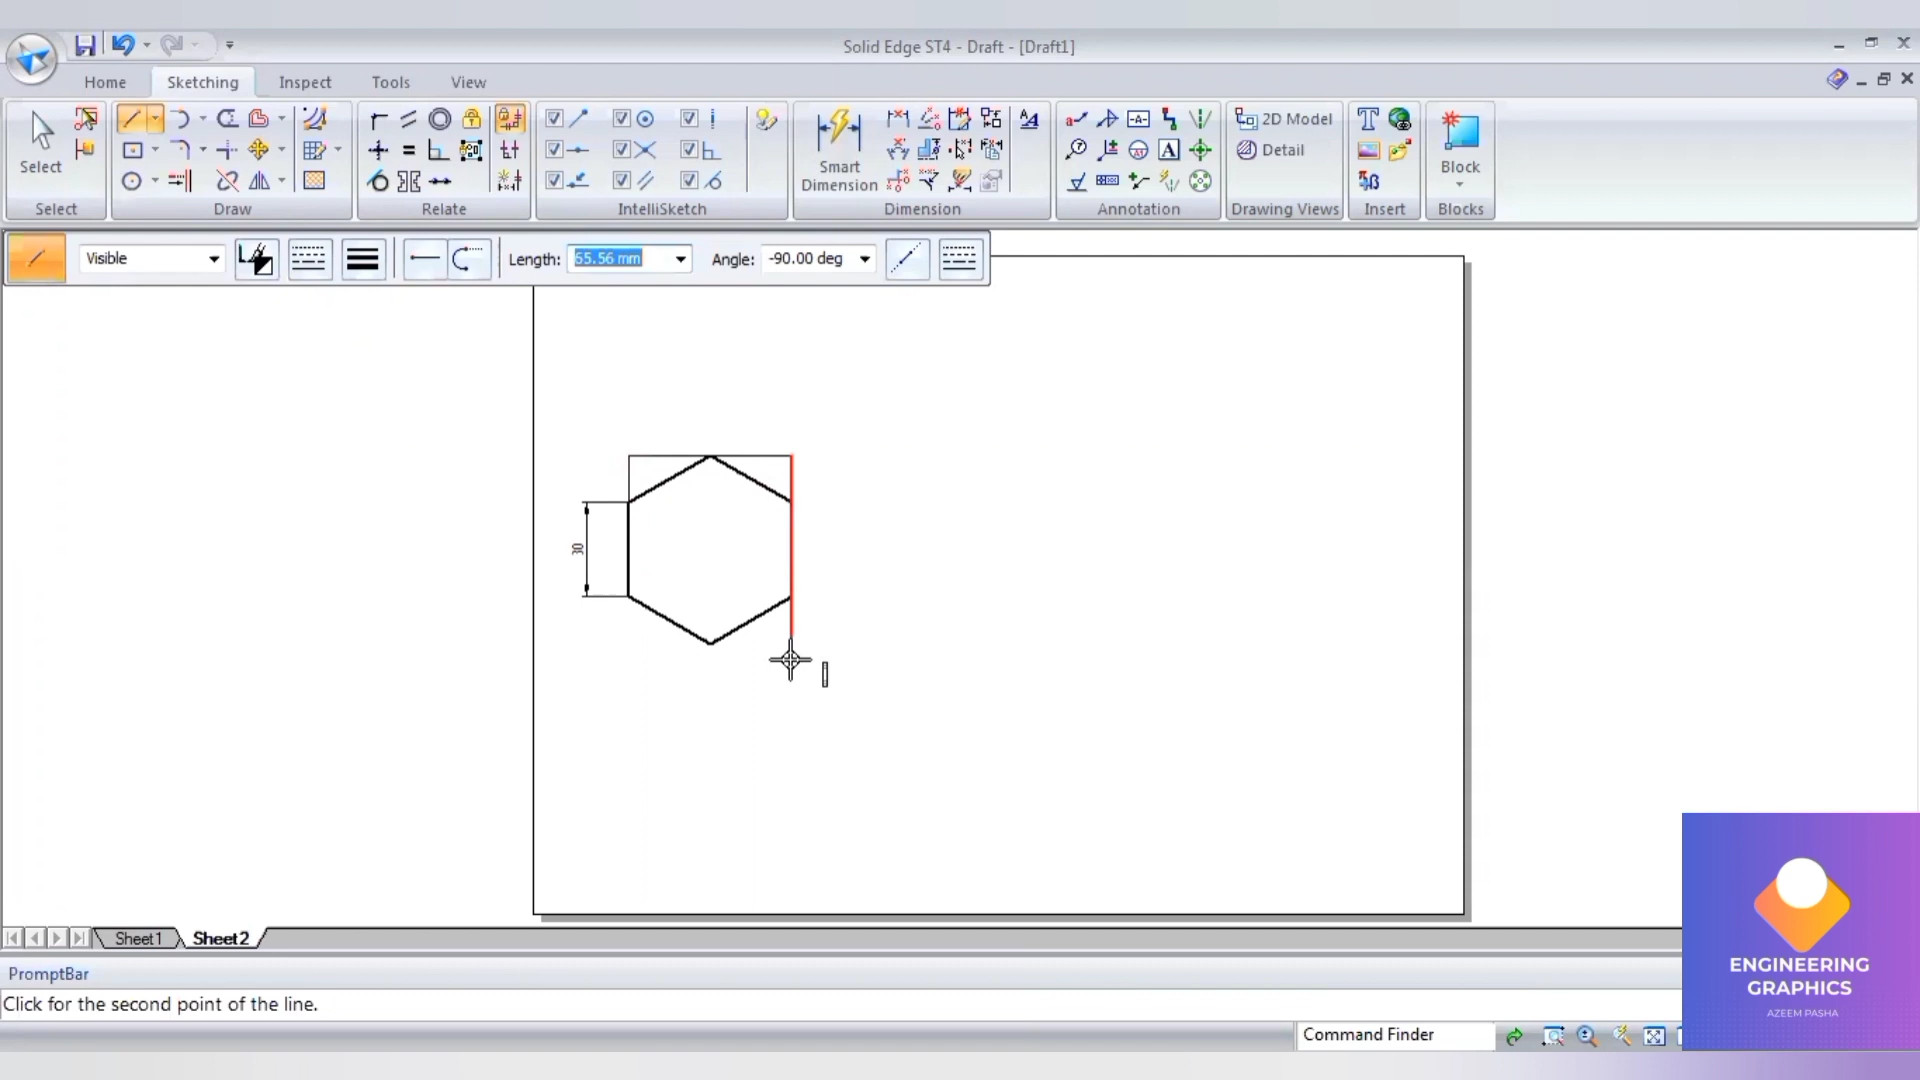 Solid Edge ST4 - Draft - [Draft1]
Home Sketching Inspect Tools View
Select
Smart Dimension
2D Model
Detail
Block
Select Draw Relate IntelliSketch Dimension Annotation Drawing Views Insert Blocks
Visible
Length: 65.56 mm
Angle: -90.00 deg
30
Sheet1 Sheet2
PromptBar
Click for the second point of the line.
Command Finder
ENGINEERING
GRAPHICS
AZEEM PASHA